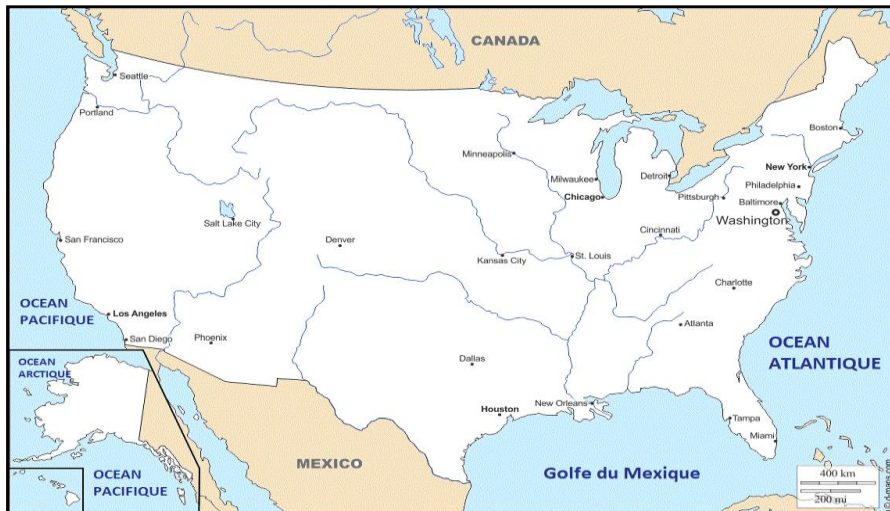 CANADA
Seattle
Portland
Minneapolis
Boston
Milwaukee
Detroit
New York
Chicago
Pittsburgh
Philadelphia
Baltimore
Washington
Salt Lake City
Cincinnati
San Francisco
Denver
Kansas City
St. Louis
Charlotte
OCEAN
PACIFIQUE
Los Angeles
San Diego
Phoenix
Atlanta
OCEAN
ATLANTIQUE
OCEAN
ARCTIQUE
Dallas
Houston
New Orleans
Tampa
Miami
MEXICO
Golfe du Mexique
OCEAN
PACIFIQUE
400 km
200 mi
© d-maps.com